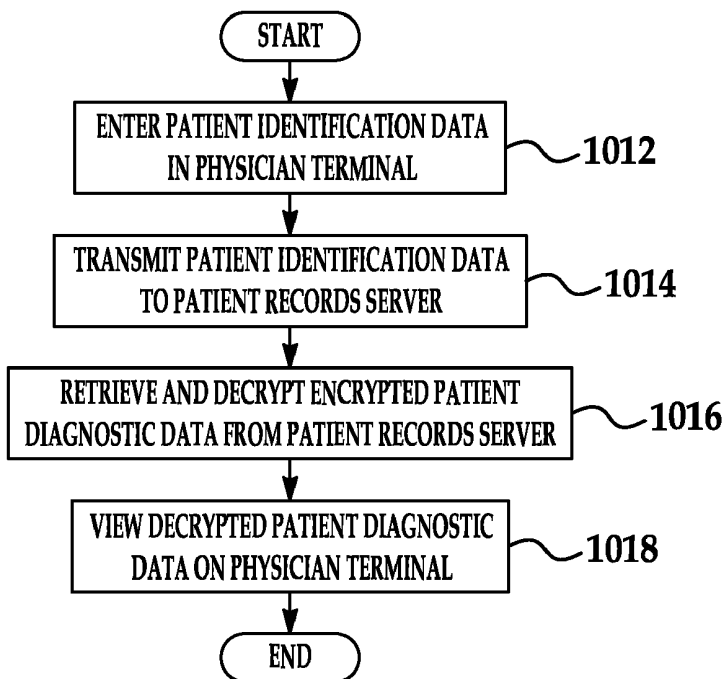 START
ENTER PATIENT IDENTIFICATION DATA
IN PHYSICIAN TERMINAL
1012
TRANSMIT PATIENT IDENTIFICATION DATA
TO PATIENT RECORDS SERVER
1014
RETRIEVE AND DECRYPT ENCRYPTED PATIENT
DIAGNOSTIC DATA FROM PATIENT RECORDS SERVER
1016
VIEW DECRYPTED PATIENT DIAGNOSTIC
DATA ON PHYSICIAN TERMINAL
1018
END